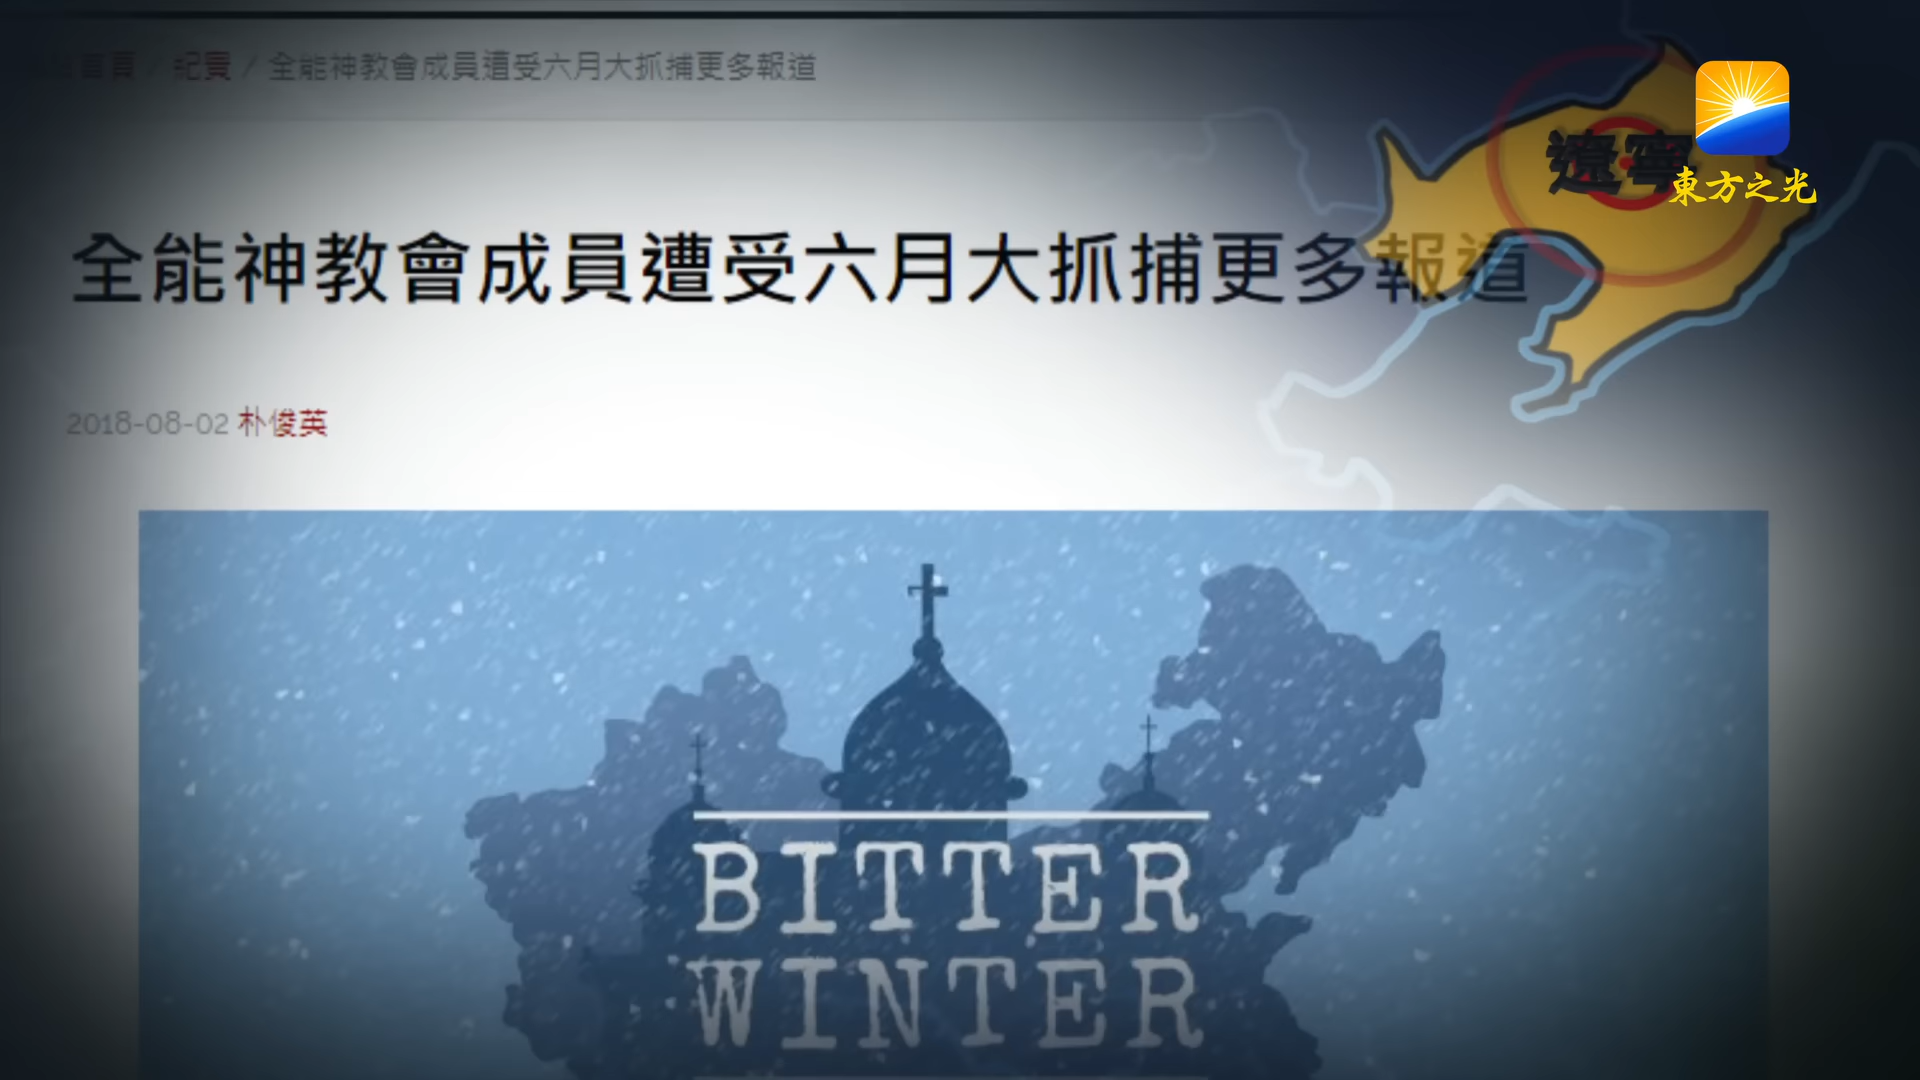 首頁 / 紀實 / 全能神教會成員遭受六月大抓捕更多報道
遼寧
東方之光
全能神教會成員遭受六月大抓捕更多報道
2018-08-02 朴俊英
BITTER
WINTER